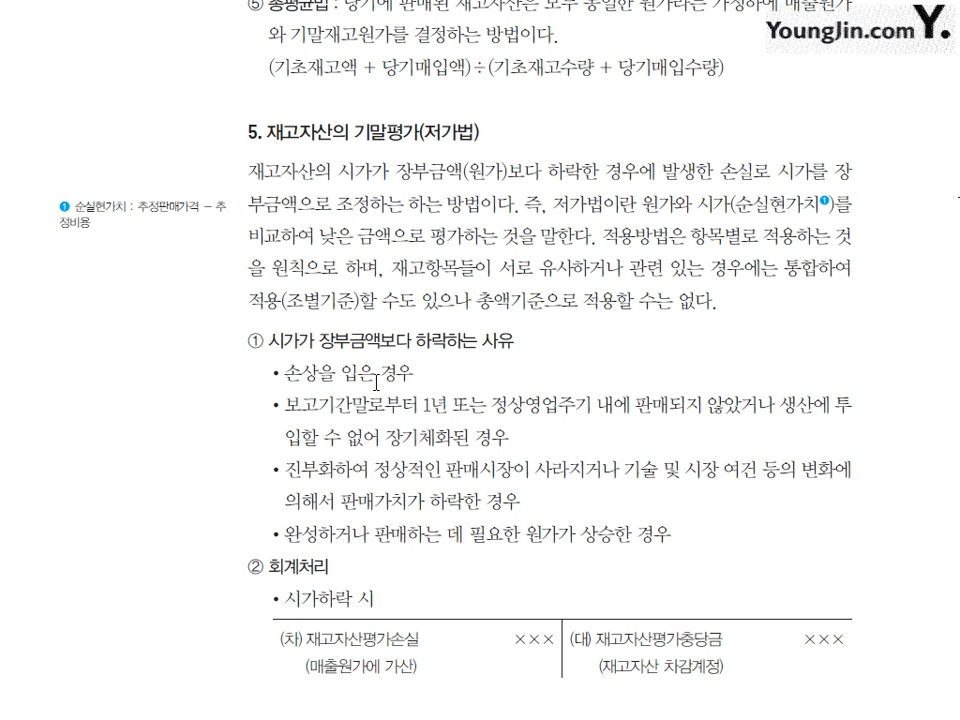 ⑥ 총평균법 : 당기에 판매된 재고자산은 모두 동일한 원가라는 가정하에 매출원가
와 기말재고원가를 결정하는 방법이다.
(기초재고액 + 당기매입액)÷(기초재고수량 + 당기매입수량)
YoungJin.com Y.
5. 재고자산의 기말평가(저가법)
재고자산의 시가가 장부금액(원가)보다 하락한 경우에 발생한 손실로 시가를 장
부금액으로 조정하는 하는 방법이다. 즉, 저가법이란 원가와 시가(순실현가치❶)를
비교하여 낮은 금액으로 평가하는 것을 말한다. 적용방법은 항목별로 적용하는 것
을 원칙으로 하며, 재고항목들이 서로 유사하거나 관련 있는 경우에는 통합하여
적용(조별기준)할 수도 있으나 총액기준으로 적용할 수는 없다.
❶ 순실현가치 : 추정판매가격 – 추
정비용
① 시가가 장부금액보다 하락하는 사유
• 손상을 입은 경우
• 보고기간말로부터 1년 또는 정상영업주기 내에 판매되지 않았거나 생산에 투
입할 수 없어 장기체화된 경우
• 진부화하여 정상적인 판매시장이 사라지거나 기술 및 시장 여건 등의 변화에
의해서 판매가치가 하락한 경우
• 완성하거나 판매하는 데 필요한 원가가 상승한 경우
② 회계처리
• 시가하락 시
(차) 재고자산평가손실 ××× (대) 재고자산평가충당금 ×××
(매출원가에 가산) (재고자산 차감계정)